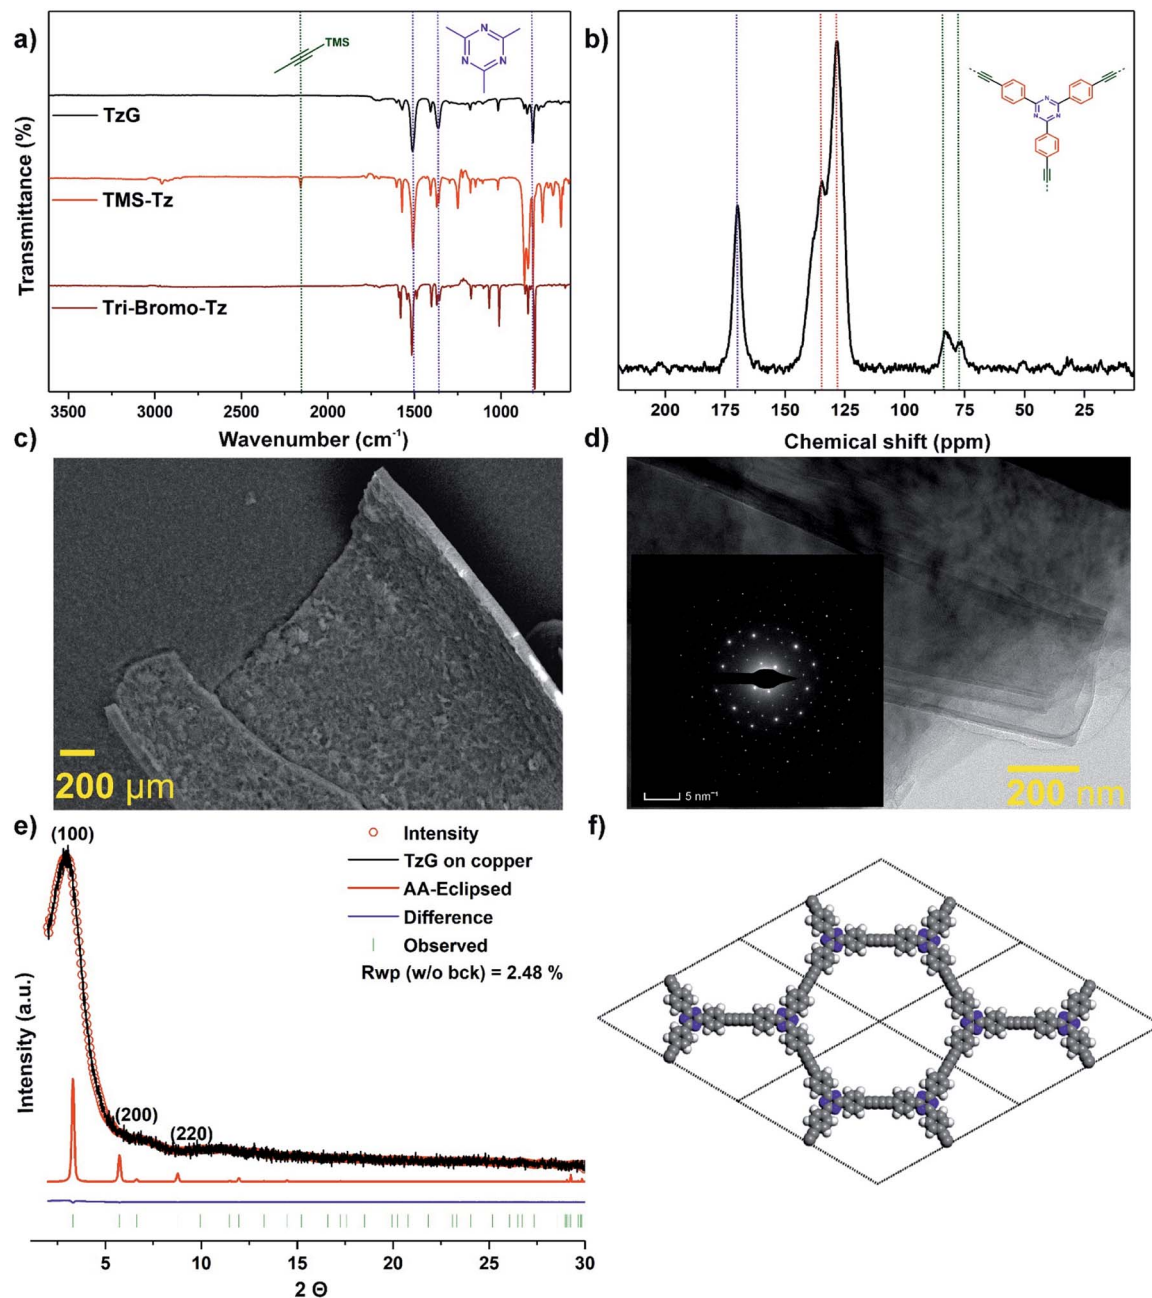 a)
TMS
N
N
N
TzG
TMS-Tz
Tri-Bromo-Tz
Transmittance (%)
3500 3000 2500 2000 1500 1000
Wavenumber (cm⁻¹)
b)
N
N
N
200 175 150 125 100 75 50 25
Chemical shift (ppm)
c)
200 µm
d)
5 nm⁻¹
200 nm
e)
(100)
(200)
(220)
Intensity
TzG on copper
AA-Eclipsed
Difference
Observed
Rwp (w/o bck) = 2.48 %
Intensity (a.u.)
5 10 15 20 25 30
2 Θ
f)